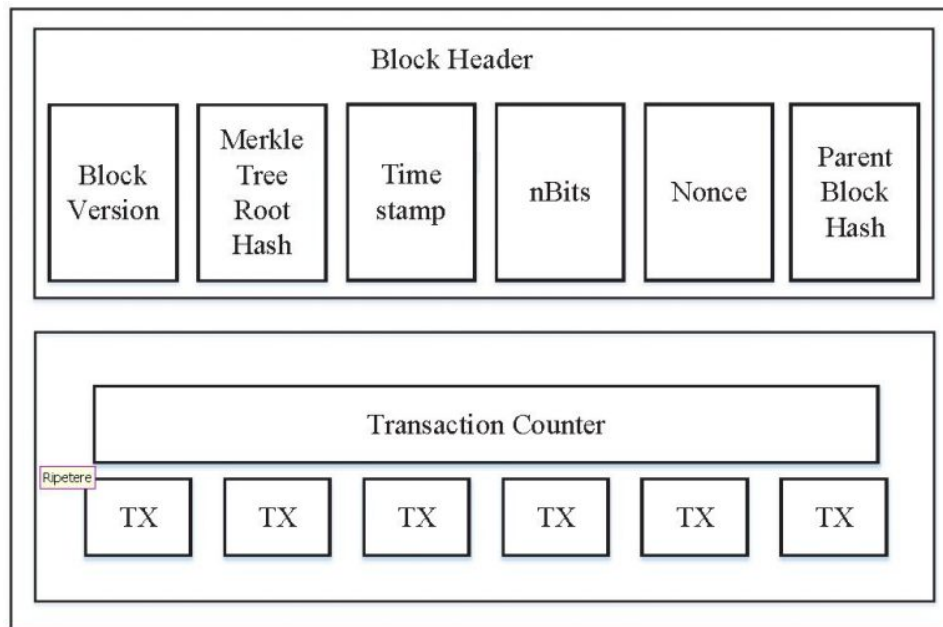 Block Header
Block
Version
Merkle
Tree
Root
Hash
Time
stamp
nBits
Nonce
Parent
Block
Hash
Transaction Counter
Ripetere
TX
TX
TX
TX
TX
TX